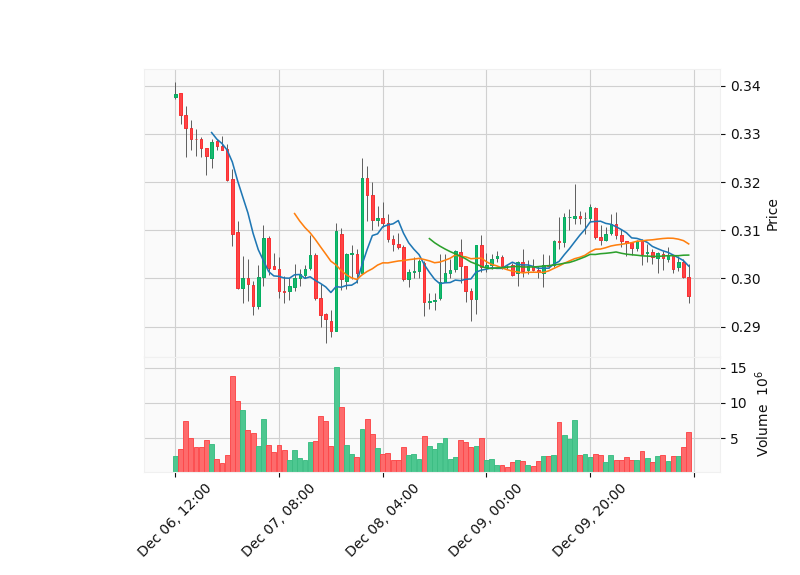 0.34
0.33
0.32
0.31
0.30
0.29
Price
15
10
5
Volume 10^6
Dec 06, 12:00
Dec 07, 08:00
Dec 08, 04:00
Dec 09, 00:00
Dec 09, 20:00